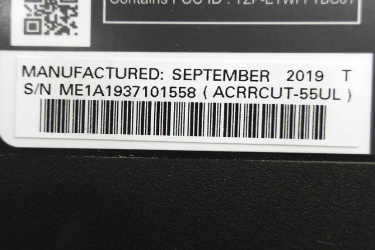 Contains FCC ID :
MANUFACTURED: SEPTEMBER 2019 T
S/N ME1A1937101558 ( ACRRCUT-55UL )